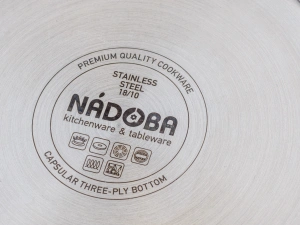 PREMIUM QUALITY COOKWARE
STAINLESS
STEEL
18/10
NÁDOBA
kitchenware & tableware
CAPSULAR THREE-PLY BOTTOM